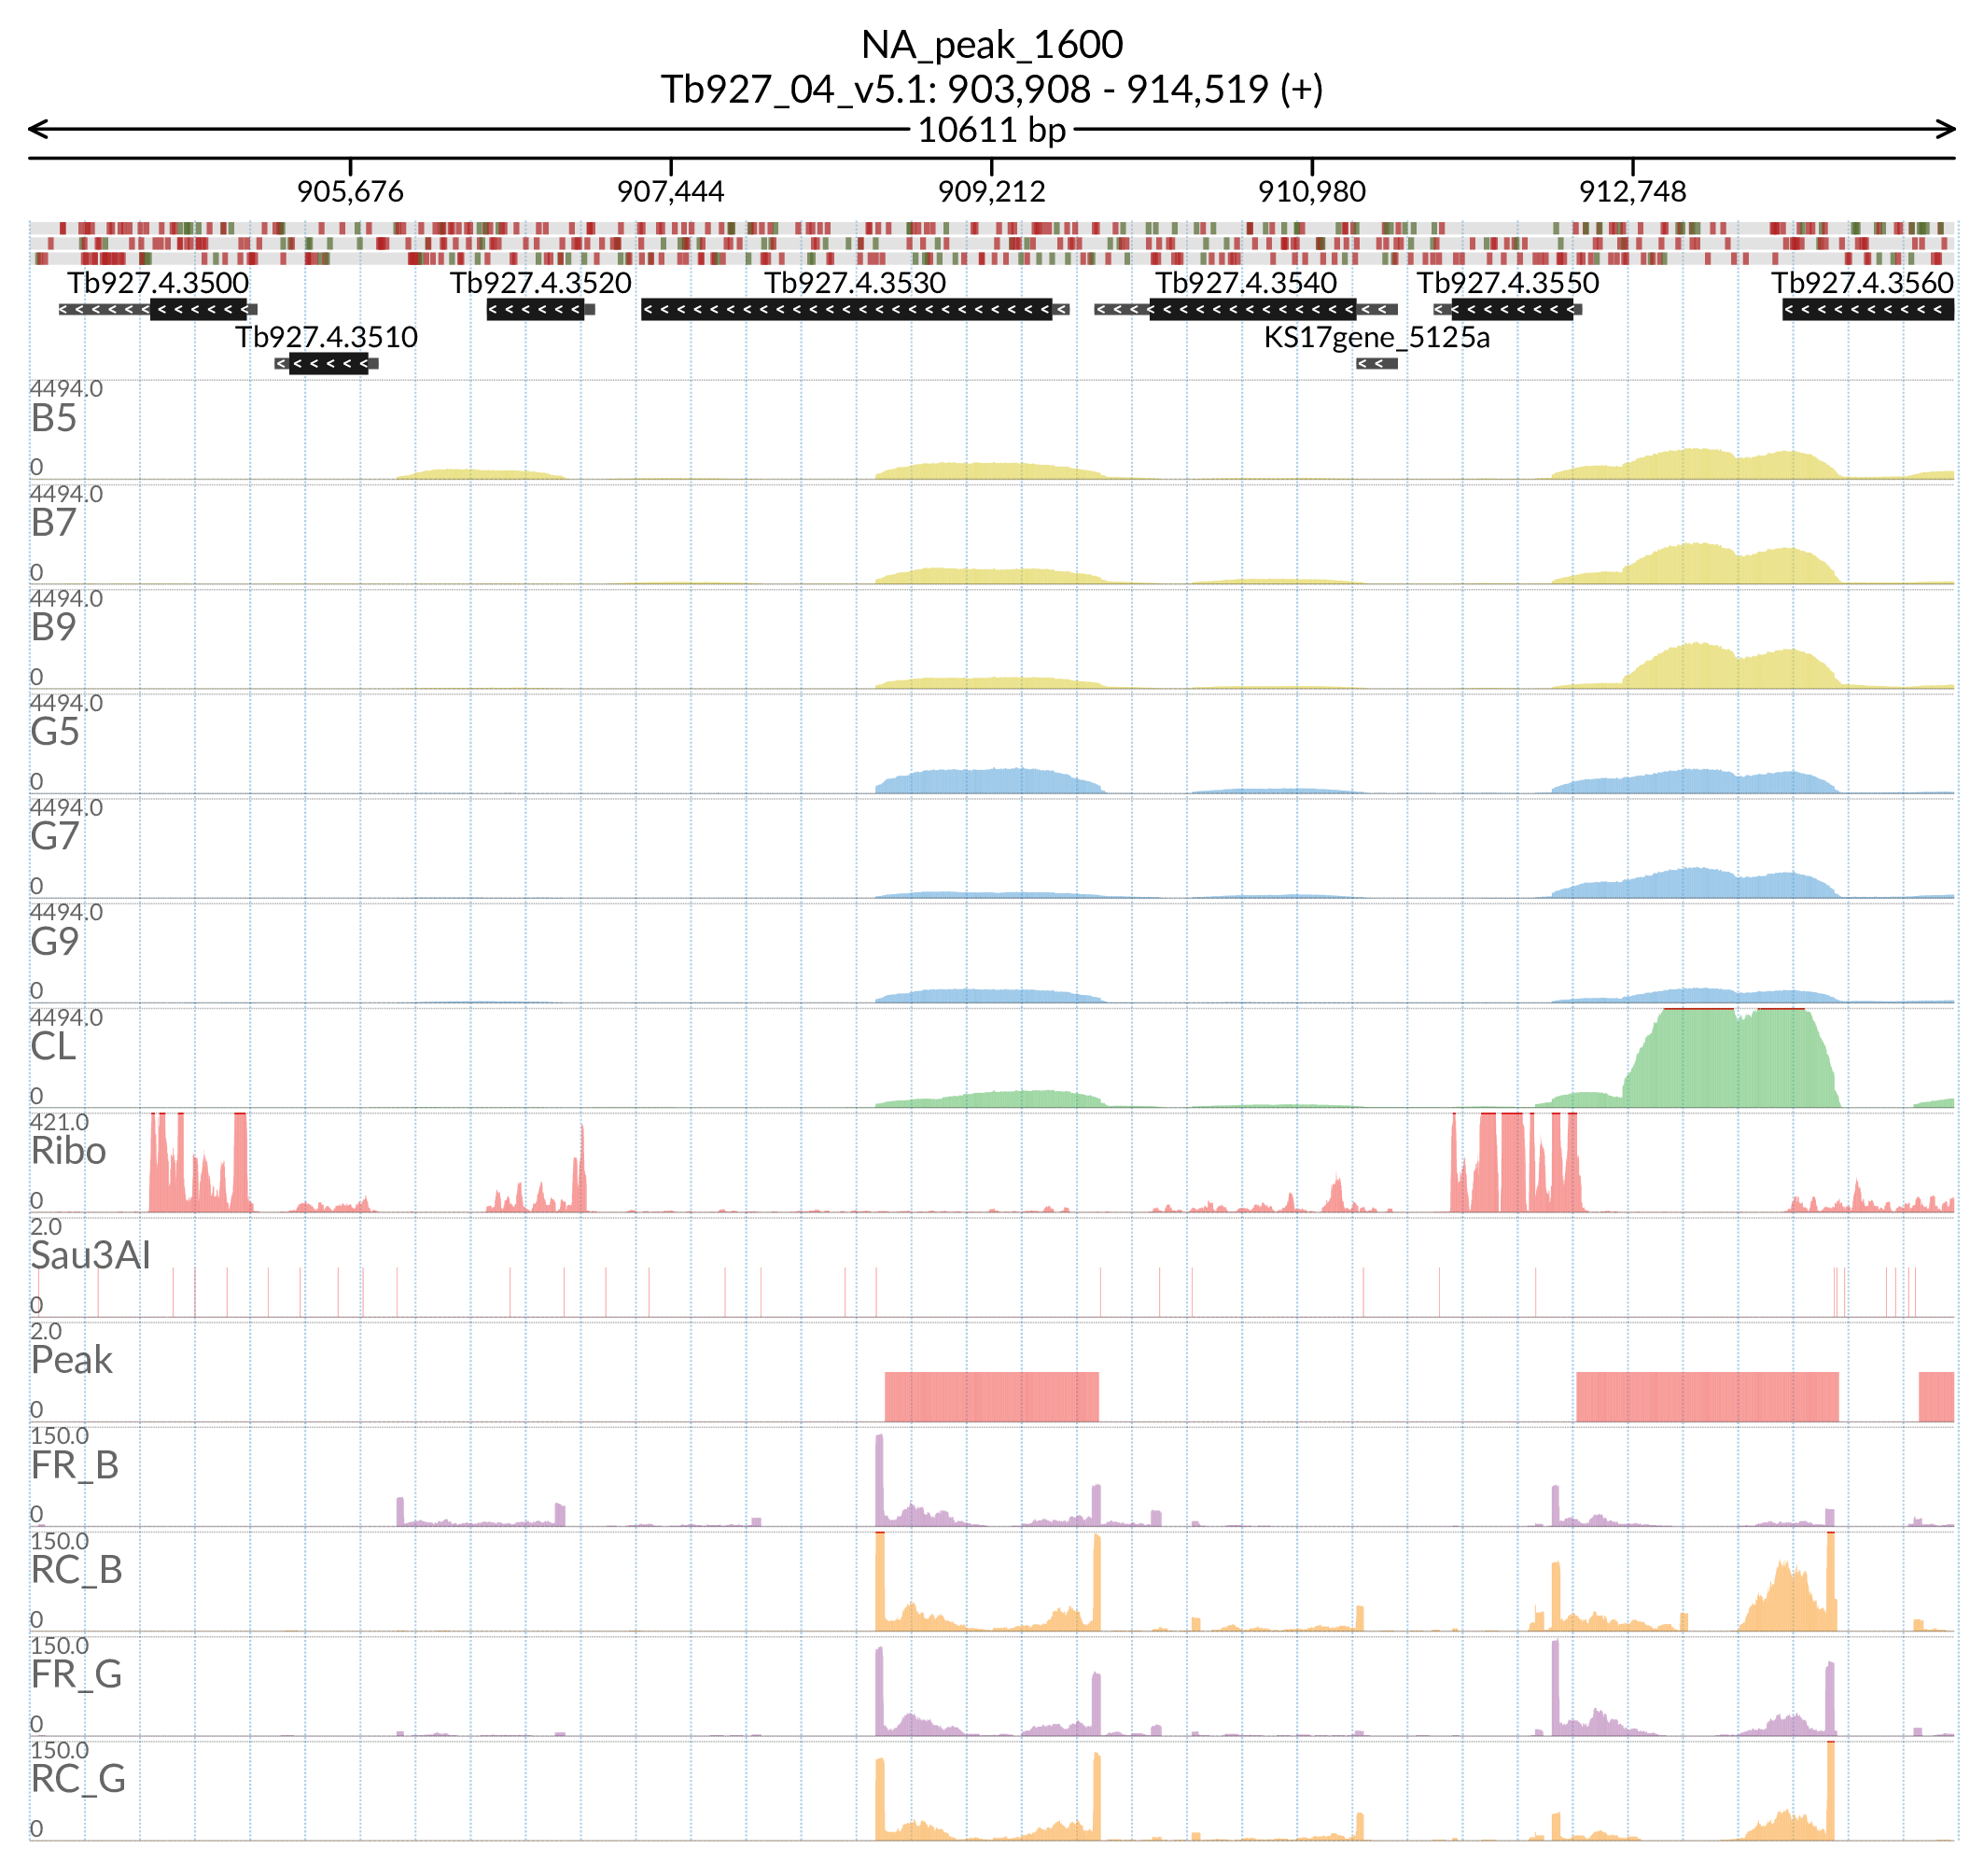 NA_peak_1600
Tb927_04_v5.1: 903,908 - 914,519 (+)
10611 bp
905,676 907,444 909,212 910,980 912,748
Tb927.4.3500 Tb927.4.3520 Tb927.4.3530 Tb927.4.3540 Tb927.4.3550 Tb927.4.3560
Tb927.4.3510 KS17gene_5125a
4494.0
B5
0
4494.0
B7
0
4494.0
B9
0
4494.0
G5
0
4494.0
G7
0
4494.0
G9
0
4494.0
CL
0
421.0
Ribo
0
2.0
Sau3AI
0
2.0
Peak
0
150.0
FR_B
0
150.0
RC_B
0
150.0
FR_G
0
150.0
RC_G
0